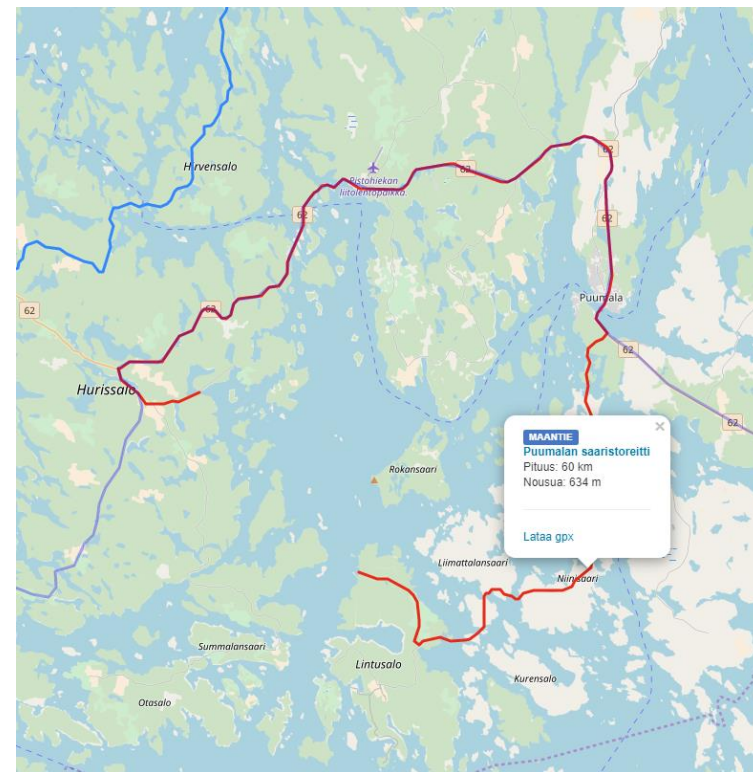 Hirvensalo
62
62
Pistohiekan
liitolentopaikka
62
62
62
Puumala
62
62
62
62
Hurissalo
×
MAANTIE
Puumalan saaristoreitti
Pituus: 60 km
Nousua: 634 m
Lataa gpx
Rokansaari
Liimattalansaari
Niinisaari
Summalansaari
Lintusalo
Kurensalo
Otasalo